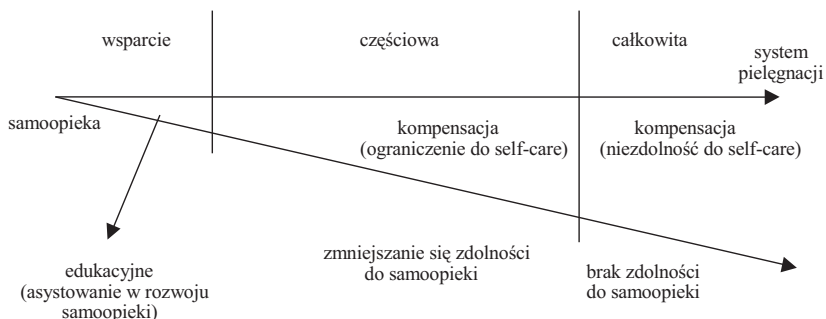 wsparcie
częściowa
całkowita
system
pielęgnacji
samoopieka
kompensacja
(ograniczenie do self-care)
kompensacja
(niezdolność do self-care)
edukacyjne
(asystowanie w rozwoju
samoopieki)
zmniejszanie się zdolności
do samoopieki
brak zdolności
do samoopieki